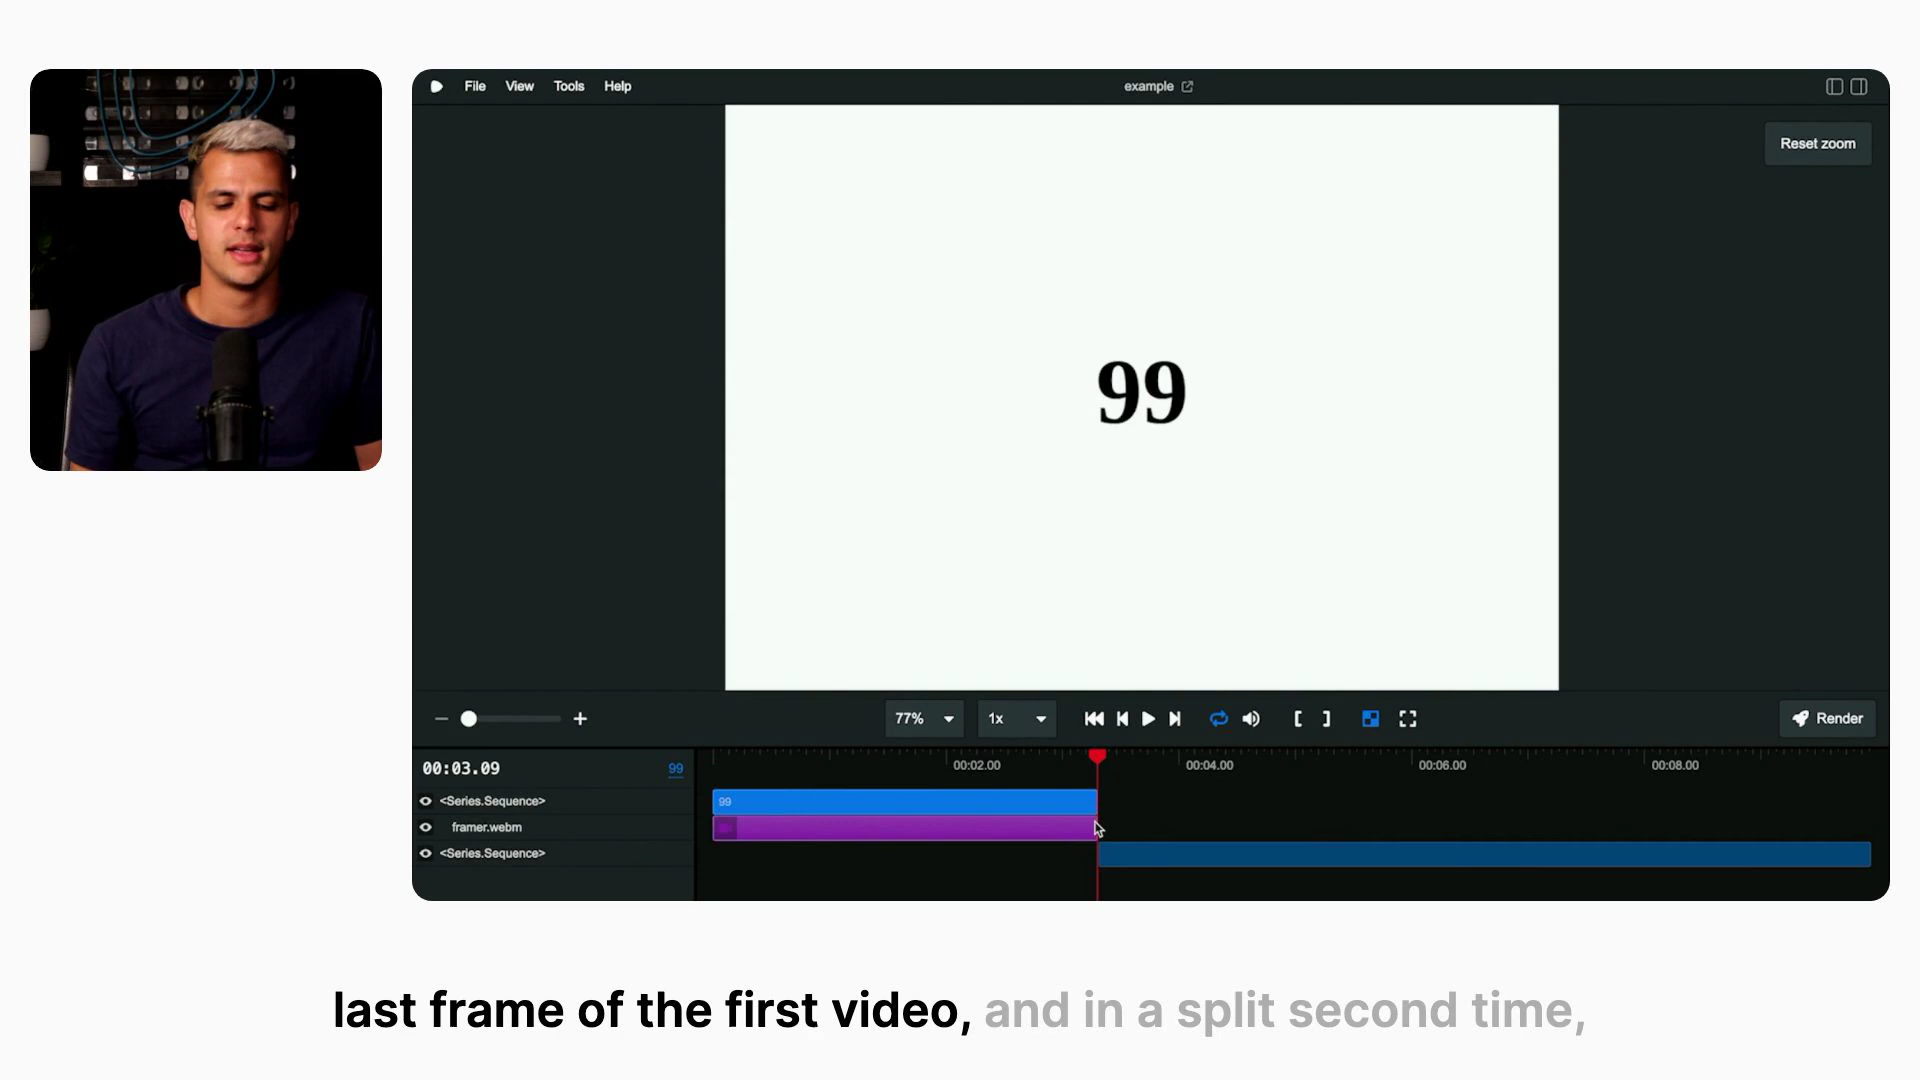 File View Tools Help
example
Reset zoom
99
77%
1x
Render
00:03.09
99
00:02.00
00:04.00
00:06.00
00:08.00
<Series.Sequence>
99
framer.webm
<Series.Sequence>
last frame of the first video, and in a split second time,